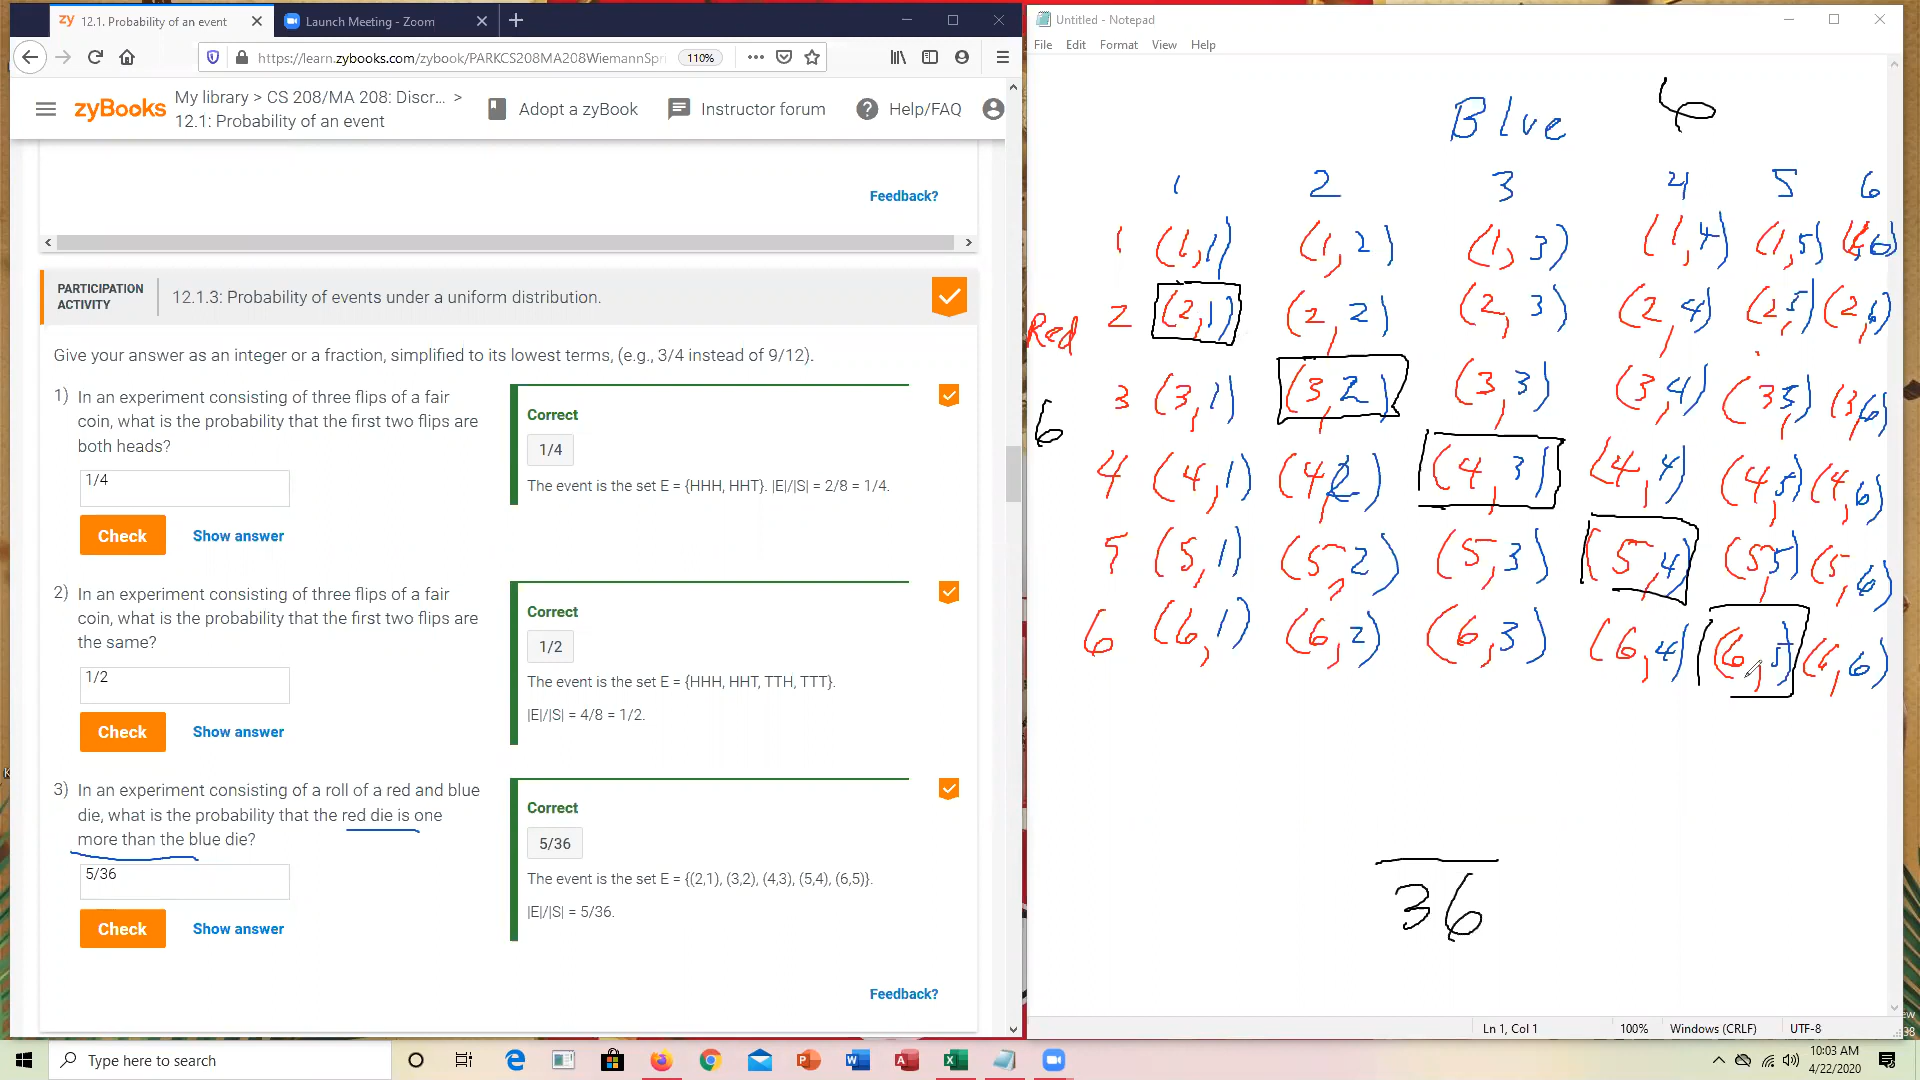 12.1. Probability of an event
Launch Meeting - Zoom
https://learn.zybooks.com/zybook/PARKCS208MA208WiemannSpri
110%
zyBooks
My library > CS 208/MA 208: Discr... >
12.1: Probability of an event
Adopt a zyBook
Instructor forum
Help/FAQ
Feedback?
PARTICIPATION
ACTIVITY
12.1.3: Probability of events under a uniform distribution.
Give your answer as an integer or a fraction, simplified to its lowest terms, (e.g., 3/4 instead of 9/12).
1) In an experiment consisting of three flips of a fair
coin, what is the probability that the first two flips are
both heads?
1/4
Check
Show answer
Correct
1/4
The event is the set E = {HHH, HHT}. |E|/|S| = 2/8 = 1/4.
2) In an experiment consisting of three flips of a fair
coin, what is the probability that the first two flips are
the same?
1/2
Check
Show answer
Correct
1/2
The event is the set E = {HHH, HHT, TTH, TTT}.
|E|/|S| = 4/8 = 1/2.
3) In an experiment consisting of a roll of a red and blue
die, what is the probability that the red die is one
more than the blue die?
5/36
Check
Show answer
Correct
5/36
The event is the set E = {(2,1), (3,2), (4,3), (5,4), (6,5)}.
|E|/|S| = 5/36.
Feedback?
Untitled - Notepad
File Edit Format View Help
Blue 6
1 2 3 4 5 6
1 (1,1) (1,2) (1,3) (1,4) (1,5) (1,6)
Red 2 (2,1) (2,2) (2,3) (2,4) (2,5) (2,6)
3 (3,1) (3,2) (3,3) (3,4) (3,5) (3,6)
6
4 (4,1) (4,2) (4,3) (4,4) (4,5) (4,6)
5 (5,1) (5,2) (5,3) (5,4) (5,5) (5,6)
6 (6,1) (6,2) (6,3) (6,4) (6,5) (6,6)
36
Ln 1, Col 1 100% Windows (CRLF) UTF-8
Type here to search
10:03 AM
4/22/2020